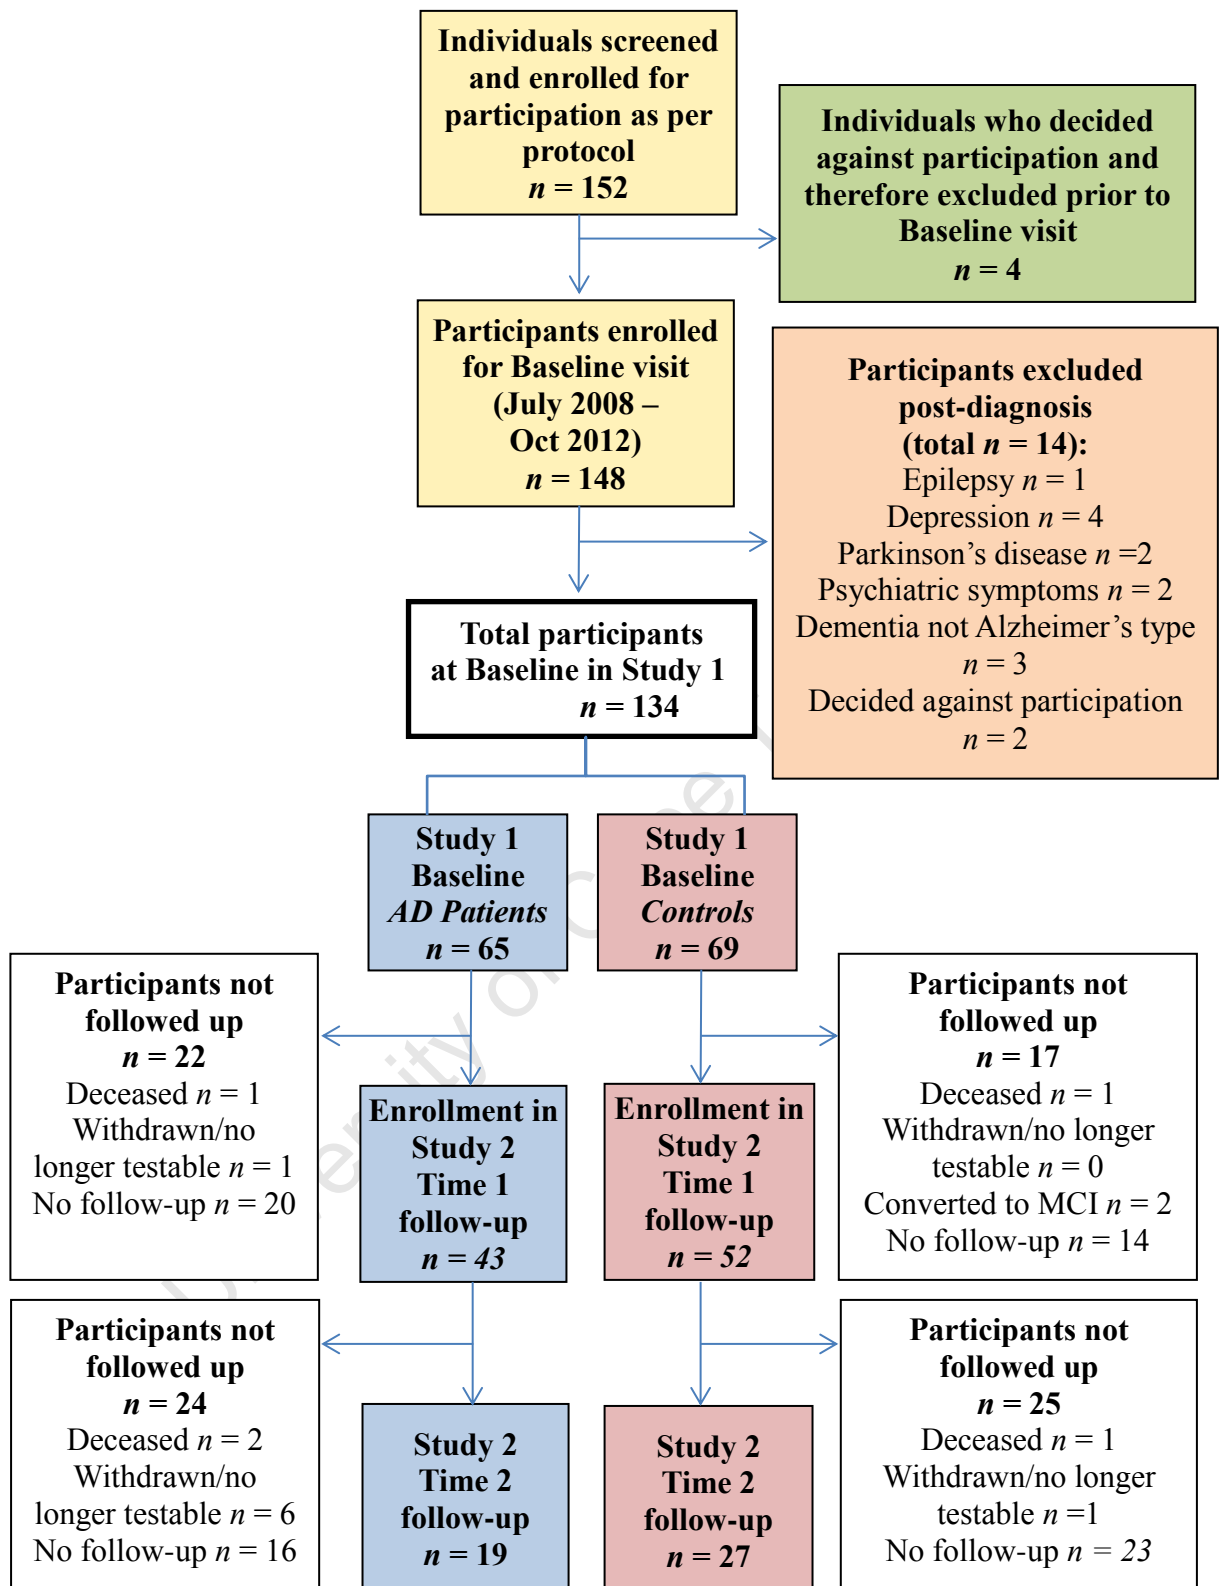 Individuals screened
and enrolled for
participation as per
protocol
n = 152
Individuals who decided
against participation and
therefore excluded prior to
Baseline visit
n = 4
Participants enrolled
for Baseline visit
(July 2008 –
Oct 2012)
n = 148
Participants excluded
post-diagnosis
(total n = 14):
Epilepsy n = 1
Depression n = 4
Parkinson’s disease n =2
Psychiatric symptoms n = 2
Dementia not Alzheimer’s type
n = 3
Decided against participation
n = 2
Total participants
at Baseline in Study 1
n = 134
Study 1
Baseline
AD Patients
n = 65
Study 1
Baseline
Controls
n = 69
Participants not
followed up
n = 22
Deceased n = 1
Withdrawn/no
longer testable n = 1
No follow-up n = 20
Enrollment in
Study 2
Time 1
follow-up
n = 43
Enrollment in
Study 2
Time 1
follow-up
n = 52
Participants not
followed up
n = 17
Deceased n = 1
Withdrawn/no longer
testable n = 0
Converted to MCI n = 2
No follow-up n = 14
Participants not
followed up
n = 24
Deceased n = 2
Withdrawn/no
longer testable n = 6
No follow-up n = 16
Study 2
Time 2
follow-up
n = 19
Study 2
Time 2
follow-up
n = 27
Participants not
followed up
n = 25
Deceased n = 1
Withdrawn/no longer
testable n =1
No follow-up n = 23